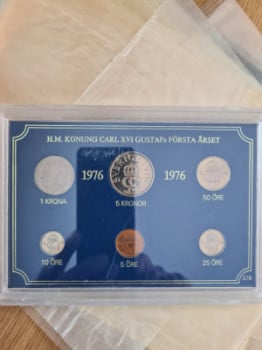 H.M. KONUNG CARL XVI GUSTAFs FÖRSTA ÅRSET
1976 1976
1 KRONA 5 KRONOR 50 ÖRE
10 ÖRE 5 ÖRE 25 ÖRE